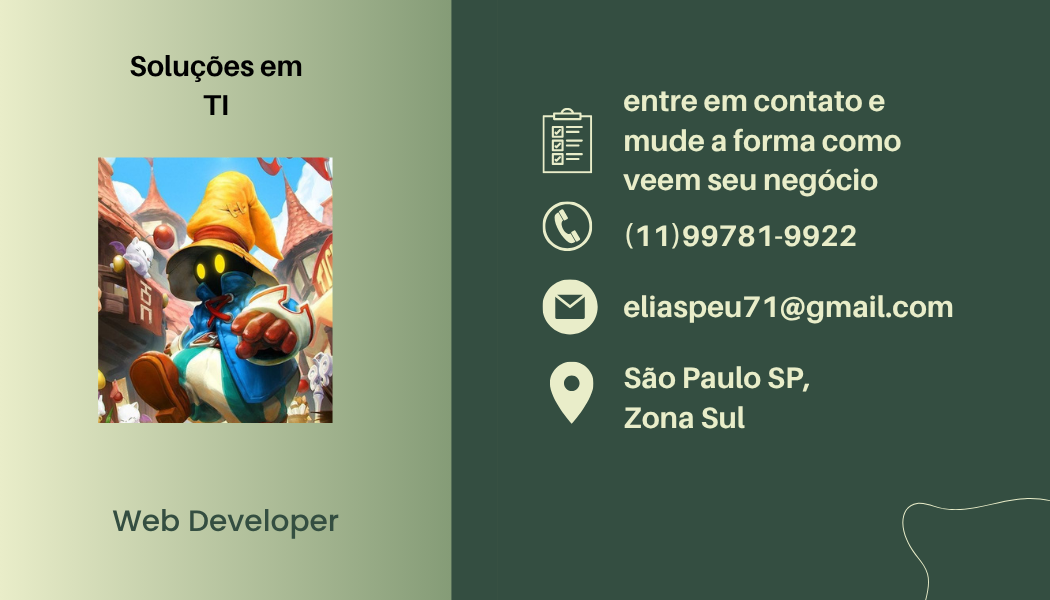 Soluções em
TI
Web Developer
entre em contato e
mude a forma como
veem seu negócio
(11)99781-9922
eliaspeu71@gmail.com
São Paulo SP,
Zona Sul